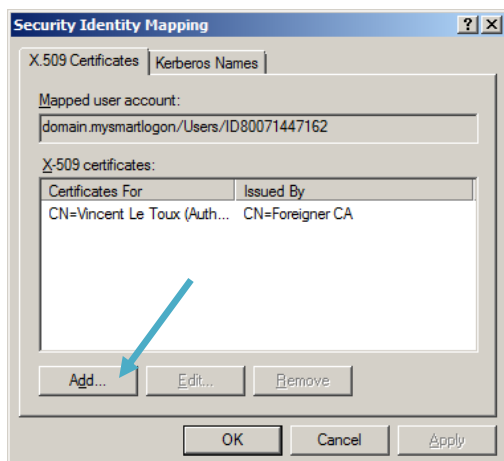 Security Identity Mapping
X.509 Certificates Kerberos Names
Mapped user account:
domain.mysmartlogon/Users/ID80071447162
X-509 certificates:
Certificates For Issued By
CN=Vincent Le Toux (Auth... CN=Foreigner CA
Add... Edit... Remove
OK Cancel Apply